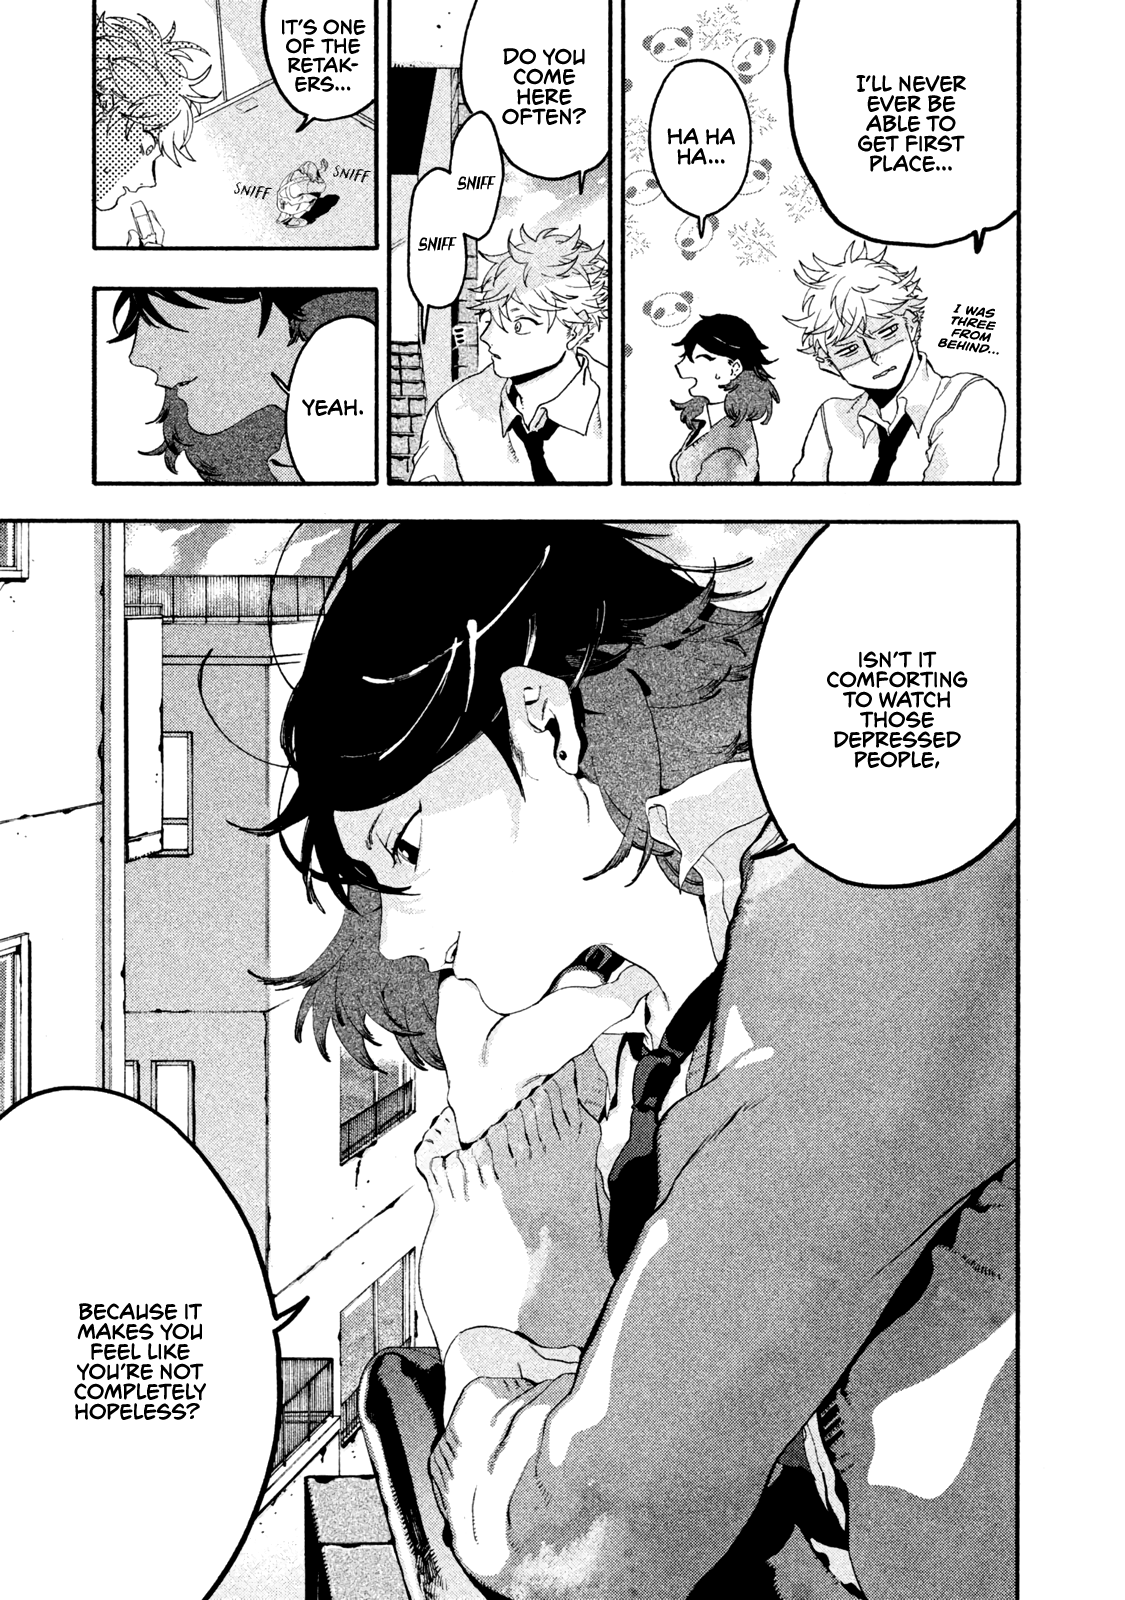 I'LL NEVER
EVER BE
ABLE TO
GET FIRST
PLACE...
I WAS
THREE FROM
BEHIND...
HA HA
HA...
DO YOU
COME
HERE
OFTEN?
SNIFF
SNIFF
IT'S ONE
OF THE
RETAK-
ERS...
SNIFF
SNIFF
YEAH.
ISN'T IT
COMFORTING
TO WATCH
THOSE
DEPRESSED
PEOPLE,
BECAUSE IT
MAKES YOU
FEEL LIKE
YOU'RE NOT
COMPLETELY
HOPELESS?